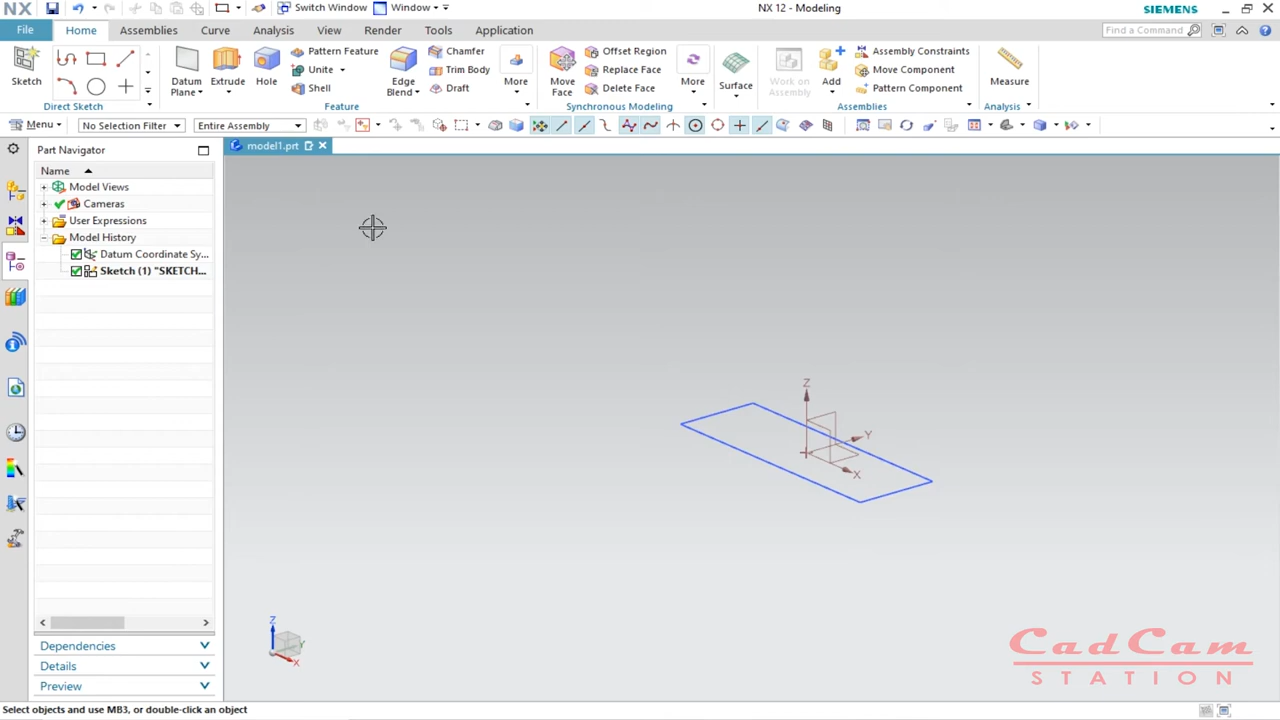 NX
Switch Window
Window
NX 12 - Modeling
SIEMENS
File
Home
Assemblies
Curve
Analysis
View
Render
Tools
Application
Find a Command
Sketch
Direct Sketch
Datum
Plane
Extrude
Hole
Pattern Feature
Unite
Shell
Feature
Edge
Blend
Chamfer
Trim Body
Draft
More
Move
Face
Offset Region
Replace Face
Delete Face
Synchronous Modeling
More
Surface
Work on
Assembly
Add
Assembly Constraints
Move Component
Pattern Component
Assemblies
Measure
Analysis
Menu
No Selection Filter
Entire Assembly
Part Navigator
model1.prt
Name
Model Views
Cameras
User Expressions
Model History
Datum Coordinate Sy...
Sketch (1) "SKETCH...
Z
Y
X
Z
Y
X
Dependencies
Details
Preview
CadCam
STATION
Select objects and use MB3, or double-click an object